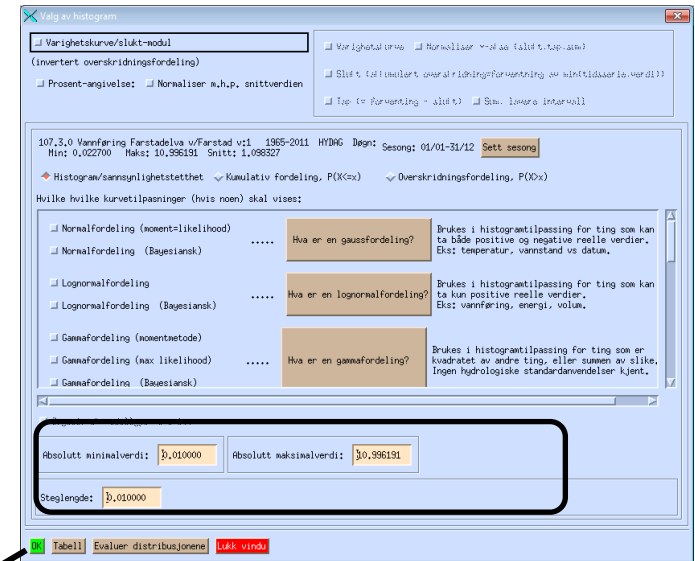 Valg av histogram
Varighetskurve/slukt-modul
(invertert overskridningsfordeling)
Prosent-angivelse: Normaliser m.h.p. snittverdien
Varighetskurve Normaliser
Sum. lavere intervall
107.3.0 Vannføring Farstadelva v/Farstad v:1 1965-2011 HYDAG Døgn: Sesong: 01/01-31/12 Sett sesong
Min: 0.022700 Maks: 10.996191 Snitt: 1.098327
Histogram/sannsynlighetstetthet Kumulativ fordeling, P(X<=x) Overskridningsfordeling, P(X>x)
Hvilke hvilke kurvetilpasninger (hvis noen) skal vises:
Normalfordeling (moment=likelihood)
Normalfordeling (Bayesiansk)
.....
Hva er en gaussfordeling?
Brukes i histogramtilpassing for ting som kan
ta både positive og negative reelle verdier.
Eks: temperatur, vannstand vs datum.
Lognormalfordeling
Lognormalfordeling (Bayesiansk)
.....
Hva er en lognormalfordeling?
Brukes i histogramtilpassing for ting som kan
ta kun positive reelle verdier.
Eks: vannføring, energi, volum.
Gammafordeling (momentmetode)
Gammafordeling (max likelihood)
Gammafordeling (Bayesiansk)
.....
Hva er en gammafordeling?
Brukes i histogramtilpassing for ting som er
kvadratet av andre ting, eller summen av slike.
Ingen hydrologiske standardanvendelser kjent.
Absolutt minimalverdi: 0.010000 Absolutt maksimalverdi: 10.996191
Steglengde: 0.010000
OK Tabell Evaluer distribusjonene Lukk vindu